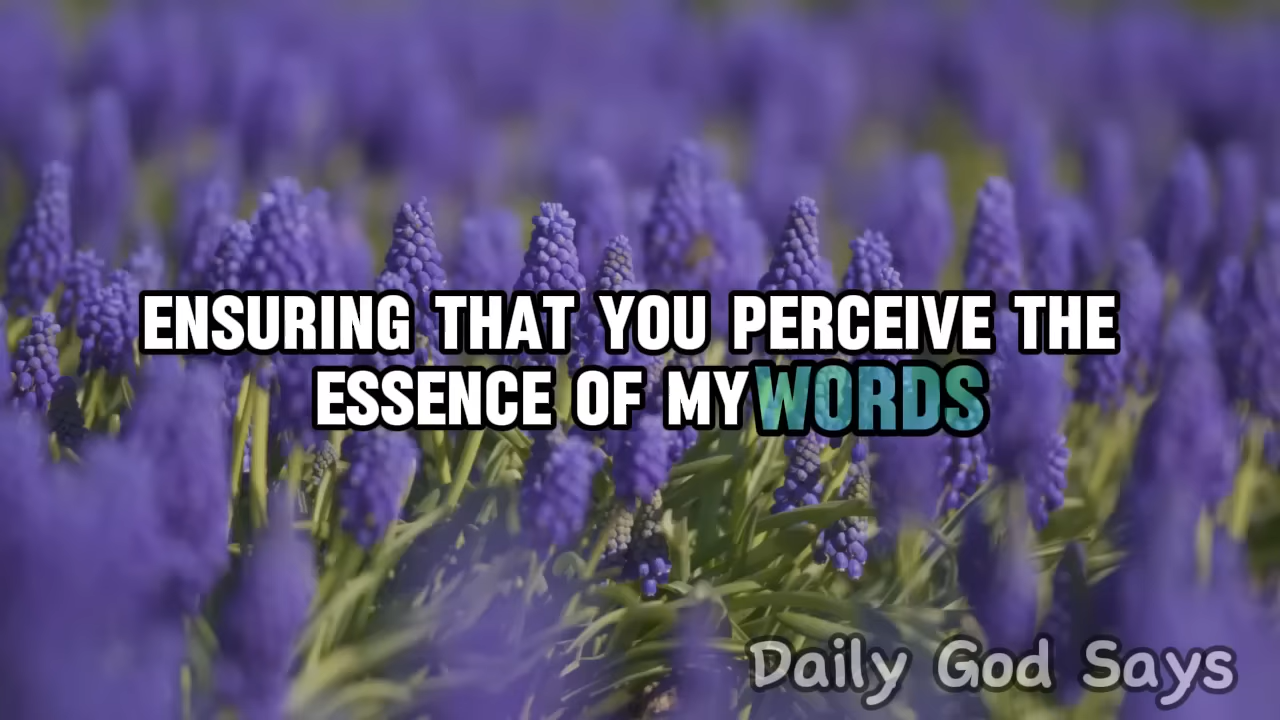 ENSURING THAT YOU PERCEIVE THE
ESSENCE OF MY WORDS
Daily God Says